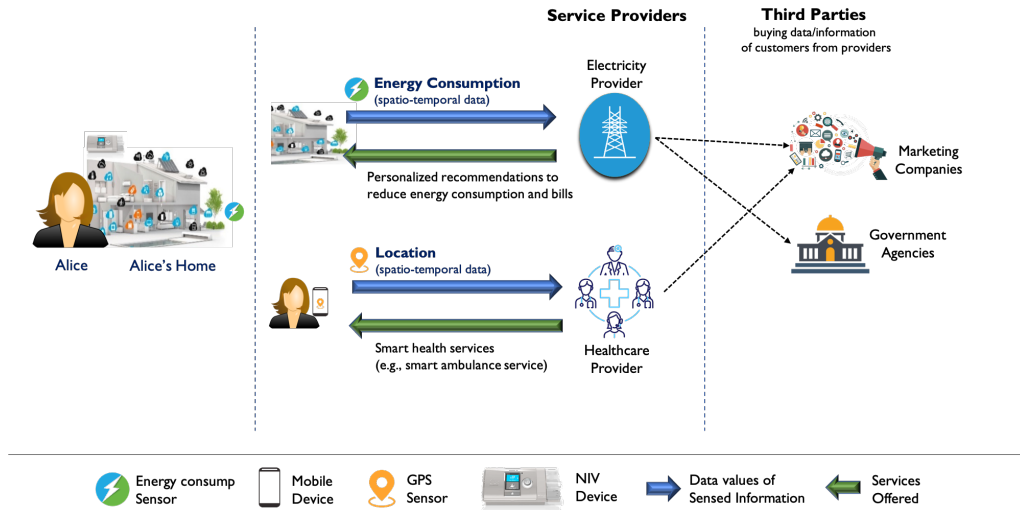 Service Providers
Third Parties
buying data/information
of customers from providers
Energy Consumption
(spatio-temporal data)
Electricity
Provider
Personalized recommendations to
reduce energy consumption and bills
Marketing
Companies
Alice
Alice's Home
Location
(spatio-temporal data)
Government
Agencies
Smart health services
(e.g., smart ambulance service)
Healthcare
Provider
Energy consump
Sensor
Mobile
Device
GPS
Sensor
NIV
Device
Data values of
Sensed Information
Services
Offered